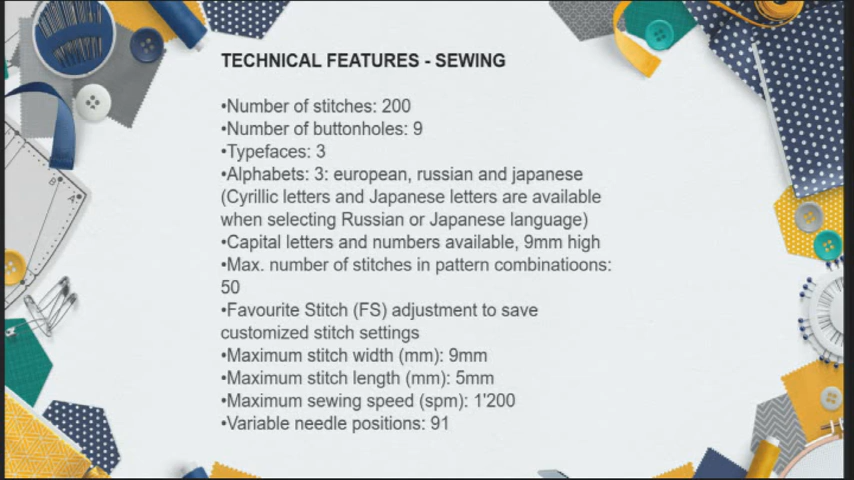 TECHNICAL FEATURES - SEWING
•Number of stitches: 200
•Number of buttonholes: 9
•Typefaces: 3
•Alphabets: 3: european, russian and japanese
(Cyrillic letters and Japanese letters are available
when selecting Russian or Japanese language)
•Capital letters and numbers available, 9mm high
•Max. number of stitches in pattern combinatioons:
50
•Favourite Stitch (FS) adjustment to save
customized stitch settings
•Maximum stitch width (mm): 9mm
•Maximum stitch length (mm): 5mm
•Maximum sewing speed (spm): 1'200
•Variable needle positions: 91
B
A